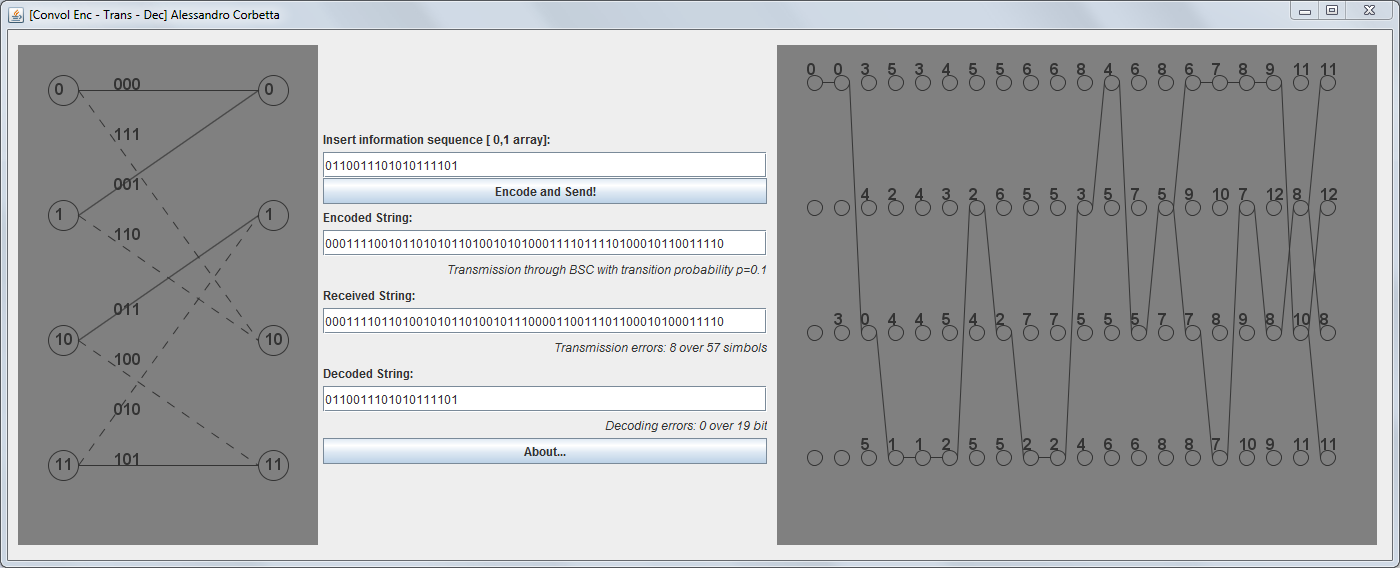 [Convol Enc - Trans - Dec] Alessandro Corbetta
0 000 0
111
001
1 110 1
011
10 100 10
010
11 101 11
Insert information sequence [ 0,1 array]:
0110011101010111101
Encode and Send!
Encoded String:
000111100101101010110100101010001111011110100010110011110
Transmission through BSC with transition probability p=0.1
Received String:
000111101101001010110100101110000110011101100010100011110
Transmission errors: 8 over 57 simbols
Decoded String:
0110011101010111101
Decoding errors: 0 over 19 bit
About...
0 0 3 5 3 4 5 5 6 6 8 4 6 8 6 7 8 9 11 11
4 2 4 3 2 6 5 5 3 5 7 5 9 10 7 12 8 12
3 0 4 4 5 4 2 7 7 5 5 5 7 7 8 9 8 10 8
5 1 1 2 5 5 2 2 4 6 6 8 8 7 10 9 11 11